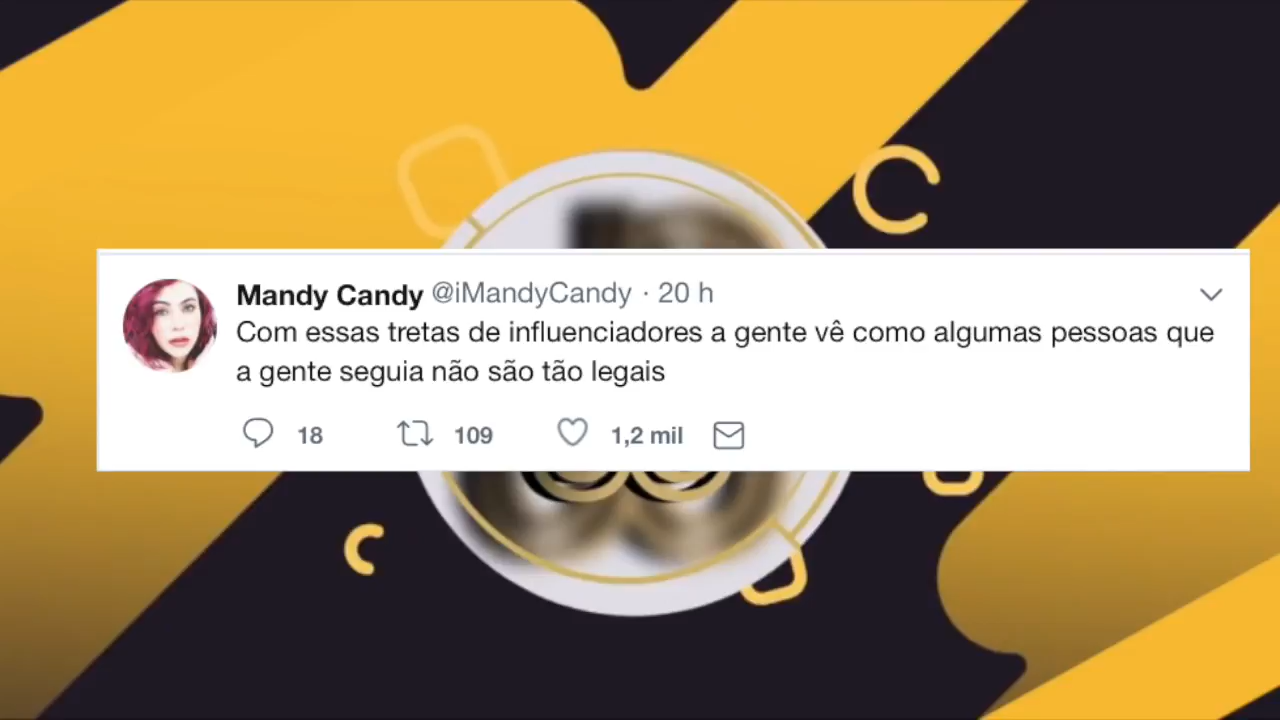 Mandy Candy @iMandyCandy · 20 h
Com essas tretas de influenciadores a gente vê como algumas pessoas que
a gente seguia não são tão legais
18 109 1,2 mil